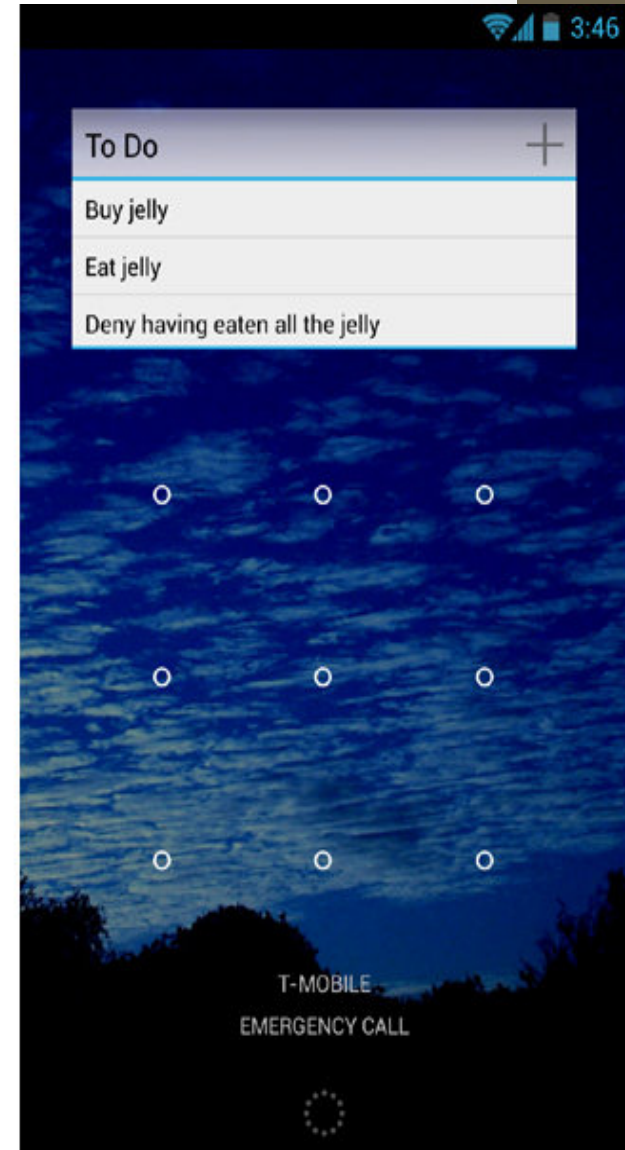 3:46
To Do
Buy jelly
Eat jelly
Deny having eaten all the jelly
T-MOBILE
EMERGENCY CALL